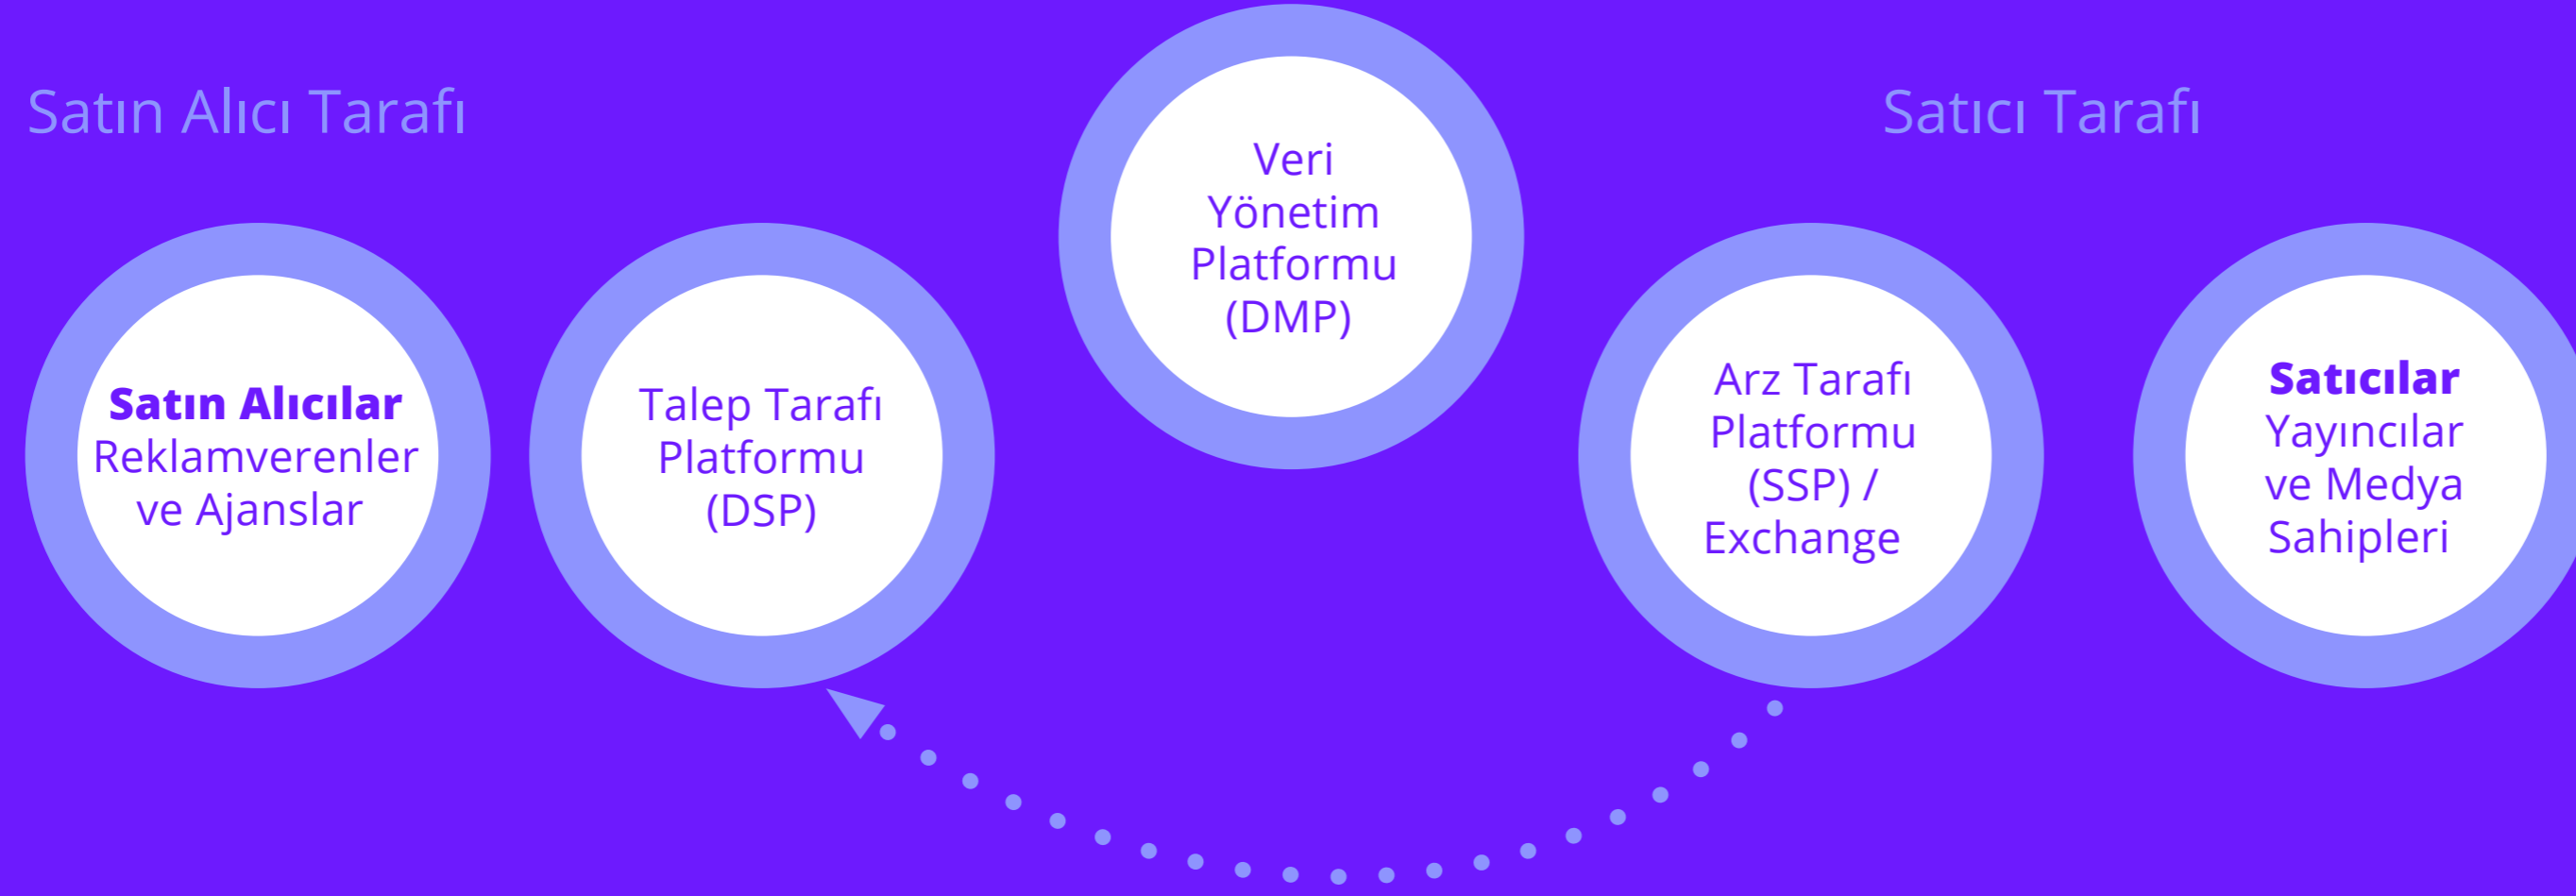 Satın Alıcı Tarafı
Satıcı Tarafı
Satın Alıcılar
Reklamverenler
ve Ajanslar
Talep Tarafı
Platformu
(DSP)
Veri
Yönetim
Platformu
(DMP)
Arz Tarafı
Platformu
(SSP) /
Exchange
Satıcılar
Yayıncılar
ve Medya
Sahipleri